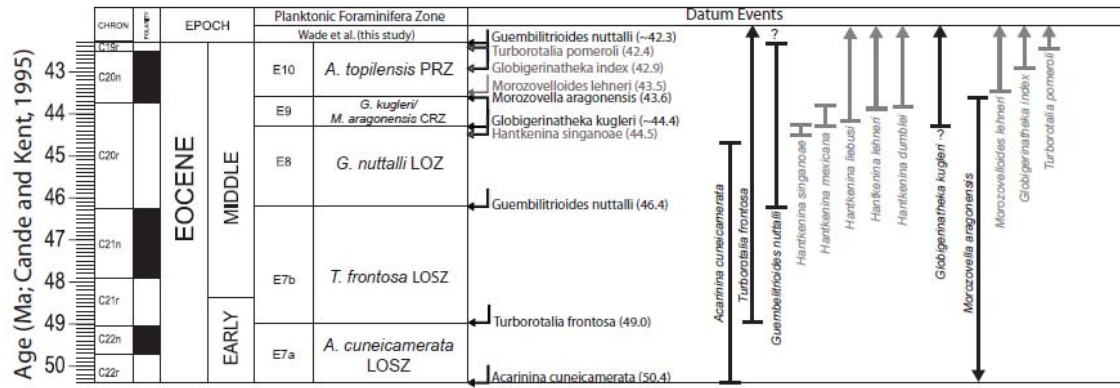 Planktonic Foraminifera Zone
Datum Events
CHRON
POLARITY
EPOCH
Wade et al. (this study)
Age (Ma; Cande and Kent, 1995)
43
44
45
46
47
48
49
50
C19r
C20n
C20r
C21n
C21r
C22n
C22r
EOCENE
MIDDLE
EARLY
E10
A. topilensis PRZ
E9
G. kugleri/
M. aragonensis CRZ
E8
G. nuttalli LOZ
E7b
T. frontosa LOSZ
E7a
A. cuneicamerata
LOSZ
Guembilitrioides nuttalli (~42.3)
Turborotalia pomeroli (42.4)
Globigerinatheka index (42.9)
Morozovelloides lehneri (43.5)
Morozovella aragonensis (43.6)
Globigerinatheka kugleri (~44.4)
Hantkenina singanoae (44.5)
Guembilitrioides nuttalli (46.4)
Turborotalia frontosa (49.0)
Acarinina cuneicamerata (50.4)
Acarinina cuneicamerata
Turborotalia frontosa
?
Guembelitrioides nuttalli
Hantkenina singanoae
Hantkenina mexicana
Hantkenina liebusi
Hantkenina lehneri
Hantkenina dumblei
Globigerinatheka kugleri ?
Morozovella aragonensis
Morozovelloides lehneri
Globigerinatheka index
Turborotalia pomeroli